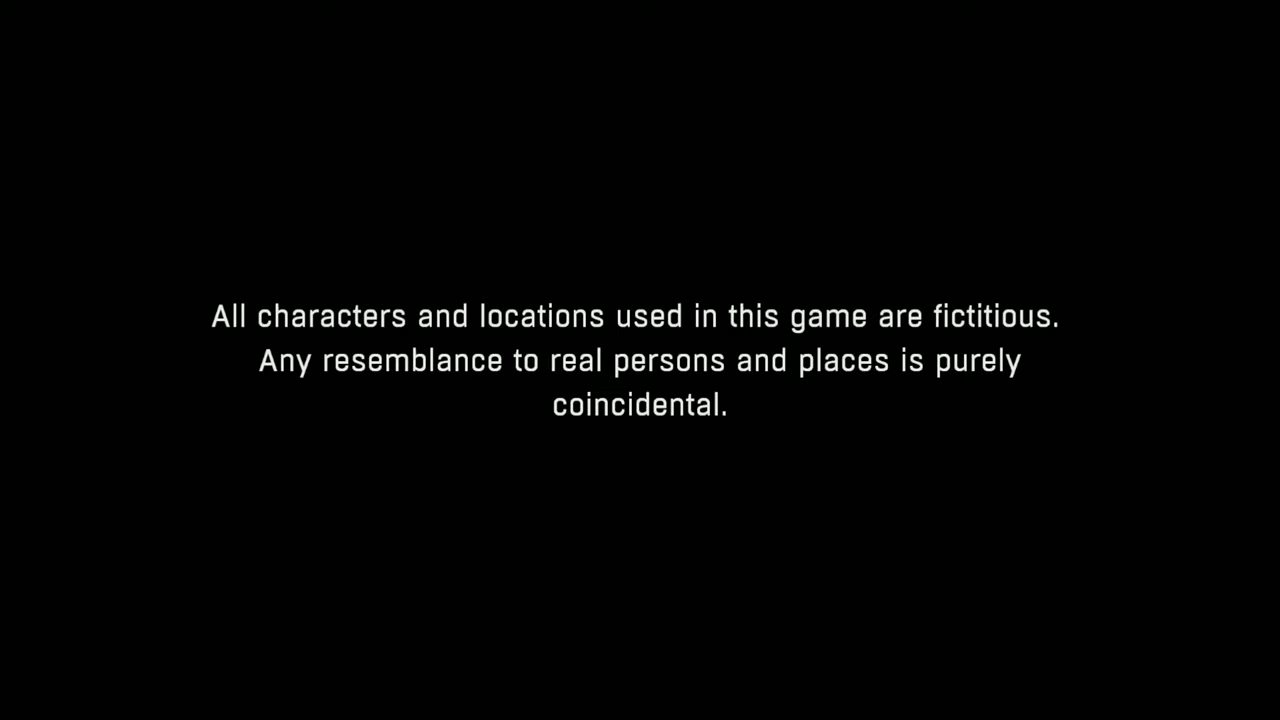 All characters and locations used in this game are fictitious.
Any resemblance to real persons and places is purely
coincidental.